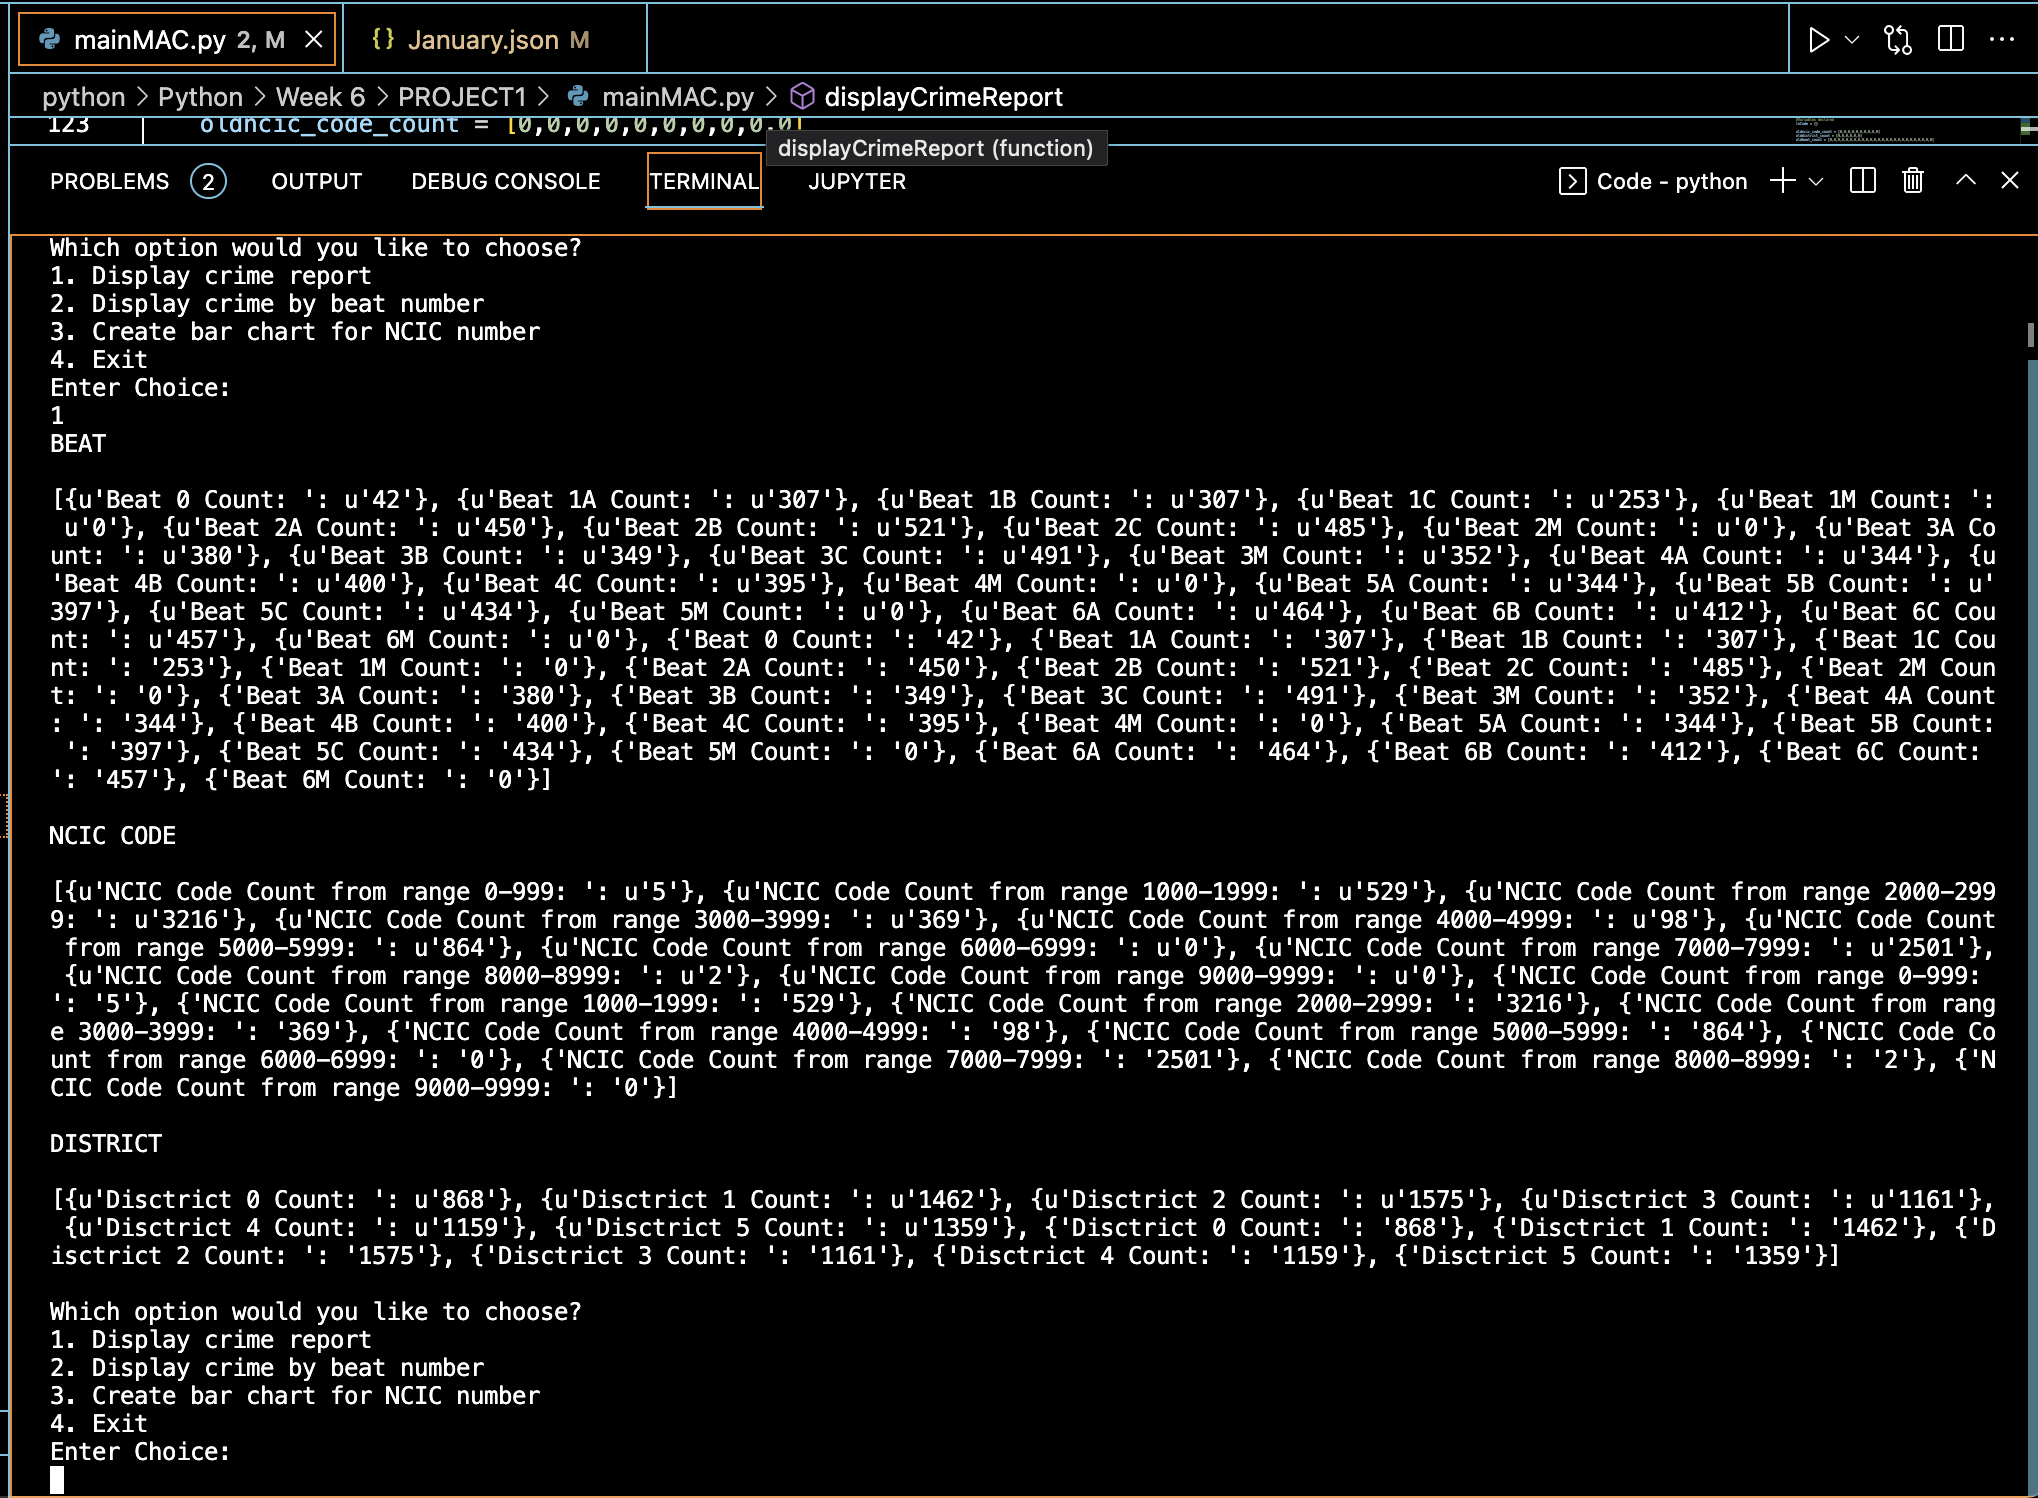 mainMAC.py 2, M
{} January.json M
python > Python > Week 6 > PROJECT1 > mainMAC.py > displayCrimeReport
123 oldncic_code_count = [0,0,0,0,0,0,0,0,0,0]
displayCrimeReport (function)
PROBLEMS 2 OUTPUT DEBUG CONSOLE TERMINAL JUPYTER Code - python
Which option would you like to choose?
1. Display crime report
2. Display crime by beat number
3. Create bar chart for NCIC number
4. Exit
Enter Choice:
1
BEAT
[{u'Beat 0 Count: ': u'42'}, {u'Beat 1A Count: ': u'307'}, {u'Beat 1B Count: ': u'307'}, {u'Beat 1C Count: ': u'253'}, {u'Beat 1M Count: ':
u'0'}, {u'Beat 2A Count: ': u'450'}, {u'Beat 2B Count: ': u'521'}, {u'Beat 2C Count: ': u'485'}, {u'Beat 2M Count: ': u'0'}, {u'Beat 3A Co
unt: ': u'380'}, {u'Beat 3B Count: ': u'349'}, {u'Beat 3C Count: ': u'491'}, {u'Beat 3M Count: ': u'352'}, {u'Beat 4A Count: ': u'344'}, {u
'Beat 4B Count: ': u'400'}, {u'Beat 4C Count: ': u'395'}, {u'Beat 4M Count: ': u'0'}, {u'Beat 5A Count: ': u'344'}, {u'Beat 5B Count: ': u'
397'}, {u'Beat 5C Count: ': u'434'}, {u'Beat 5M Count: ': u'0'}, {u'Beat 6A Count: ': u'464'}, {u'Beat 6B Count: ': u'412'}, {u'Beat 6C Cou
nt: ': u'457'}, {u'Beat 6M Count: ': u'0'}, {'Beat 0 Count: ': '42'}, {'Beat 1A Count: ': '307'}, {'Beat 1B Count: ': '307'}, {'Beat 1C Cou
nt: ': '253'}, {'Beat 1M Count: ': '0'}, {'Beat 2A Count: ': '450'}, {'Beat 2B Count: ': '521'}, {'Beat 2C Count: ': '485'}, {'Beat 2M Coun
t: ': '0'}, {'Beat 3A Count: ': '380'}, {'Beat 3B Count: ': '349'}, {'Beat 3C Count: ': '491'}, {'Beat 3M Count: ': '352'}, {'Beat 4A Count
: ': '344'}, {'Beat 4B Count: ': '400'}, {'Beat 4C Count: ': '395'}, {'Beat 4M Count: ': '0'}, {'Beat 5A Count: ': '344'}, {'Beat 5B Count:
': '397'}, {'Beat 5C Count: ': '434'}, {'Beat 5M Count: ': '0'}, {'Beat 6A Count: ': '464'}, {'Beat 6B Count: ': '412'}, {'Beat 6C Count:
': '457'}, {'Beat 6M Count: ': '0'}]
NCIC CODE
[{u'NCIC Code Count from range 0-999: ': u'5'}, {u'NCIC Code Count from range 1000-1999: ': u'529'}, {u'NCIC Code Count from range 2000-299
9: ': u'3216'}, {u'NCIC Code Count from range 3000-3999: ': u'369'}, {u'NCIC Code Count from range 4000-4999: ': u'98'}, {u'NCIC Code Count
from range 5000-5999: ': u'864'}, {u'NCIC Code Count from range 6000-6999: ': u'0'}, {u'NCIC Code Count from range 7000-7999: ': u'2501'},
{u'NCIC Code Count from range 8000-8999: ': u'2'}, {u'NCIC Code Count from range 9000-9999: ': u'0'}, {'NCIC Code Count from range 0-999:
': '5'}, {'NCIC Code Count from range 1000-1999: ': '529'}, {'NCIC Code Count from range 2000-2999: ': '3216'}, {'NCIC Code Count from rang
e 3000-3999: ': '369'}, {'NCIC Code Count from range 4000-4999: ': '98'}, {'NCIC Code Count from range 5000-5999: ': '864'}, {'NCIC Code Co
unt from range 6000-6999: ': '0'}, {'NCIC Code Count from range 7000-7999: ': '2501'}, {'NCIC Code Count from range 8000-8999: ': '2'}, {'N
CIC Code Count from range 9000-9999: ': '0'}]
DISTRICT
[{u'Disctrict 0 Count: ': u'868'}, {u'Disctrict 1 Count: ': u'1462'}, {u'Disctrict 2 Count: ': u'1575'}, {u'Disctrict 3 Count: ': u'1161'},
{u'Disctrict 4 Count: ': u'1159'}, {u'Disctrict 5 Count: ': u'1359'}, {'Disctrict 0 Count: ': '868'}, {'Disctrict 1 Count: ': '1462'}, {'D
isctrict 2 Count: ': '1575'}, {'Disctrict 3 Count: ': '1161'}, {'Disctrict 4 Count: ': '1159'}, {'Disctrict 5 Count: ': '1359'}]
Which option would you like to choose?
1. Display crime report
2. Display crime by beat number
3. Create bar chart for NCIC number
4. Exit
Enter Choice: